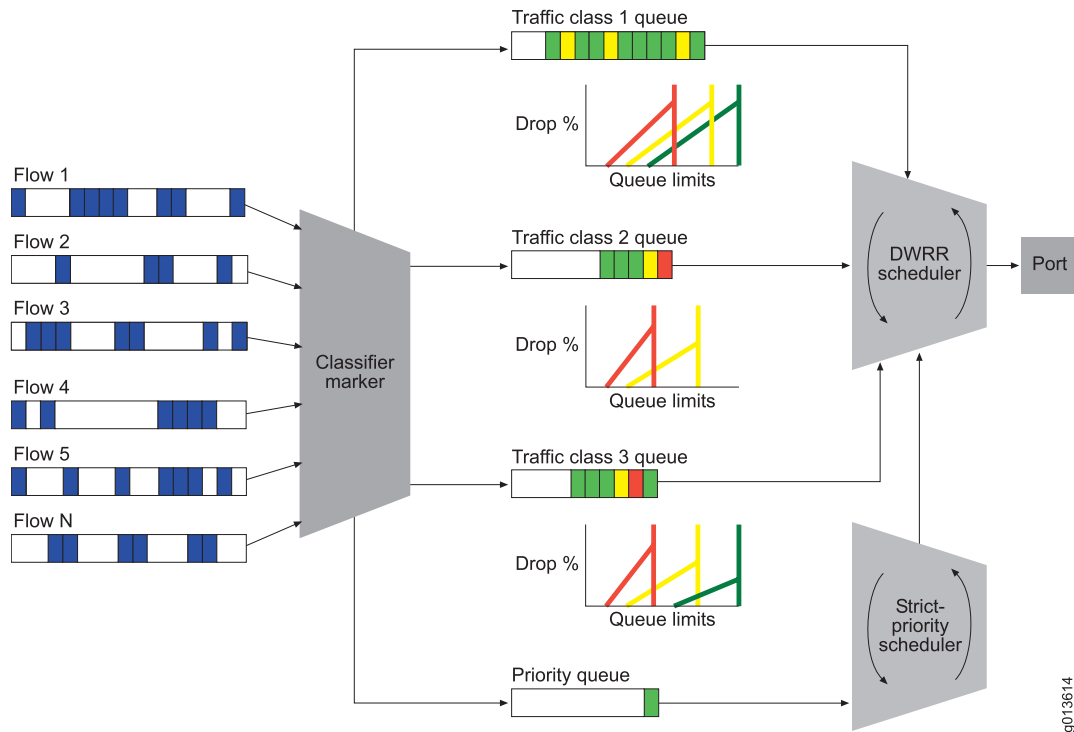 Traffic class 1 queue
Drop %
Queue limits
Flow 1
Flow 2
Flow 3
Flow 4
Flow 5
Flow N
Classifier
marker
Traffic class 2 queue
Drop %
Queue limits
Traffic class 3 queue
Drop %
Queue limits
Priority queue
DWRR
scheduler
Port
Strict-
priority
scheduler
g013614